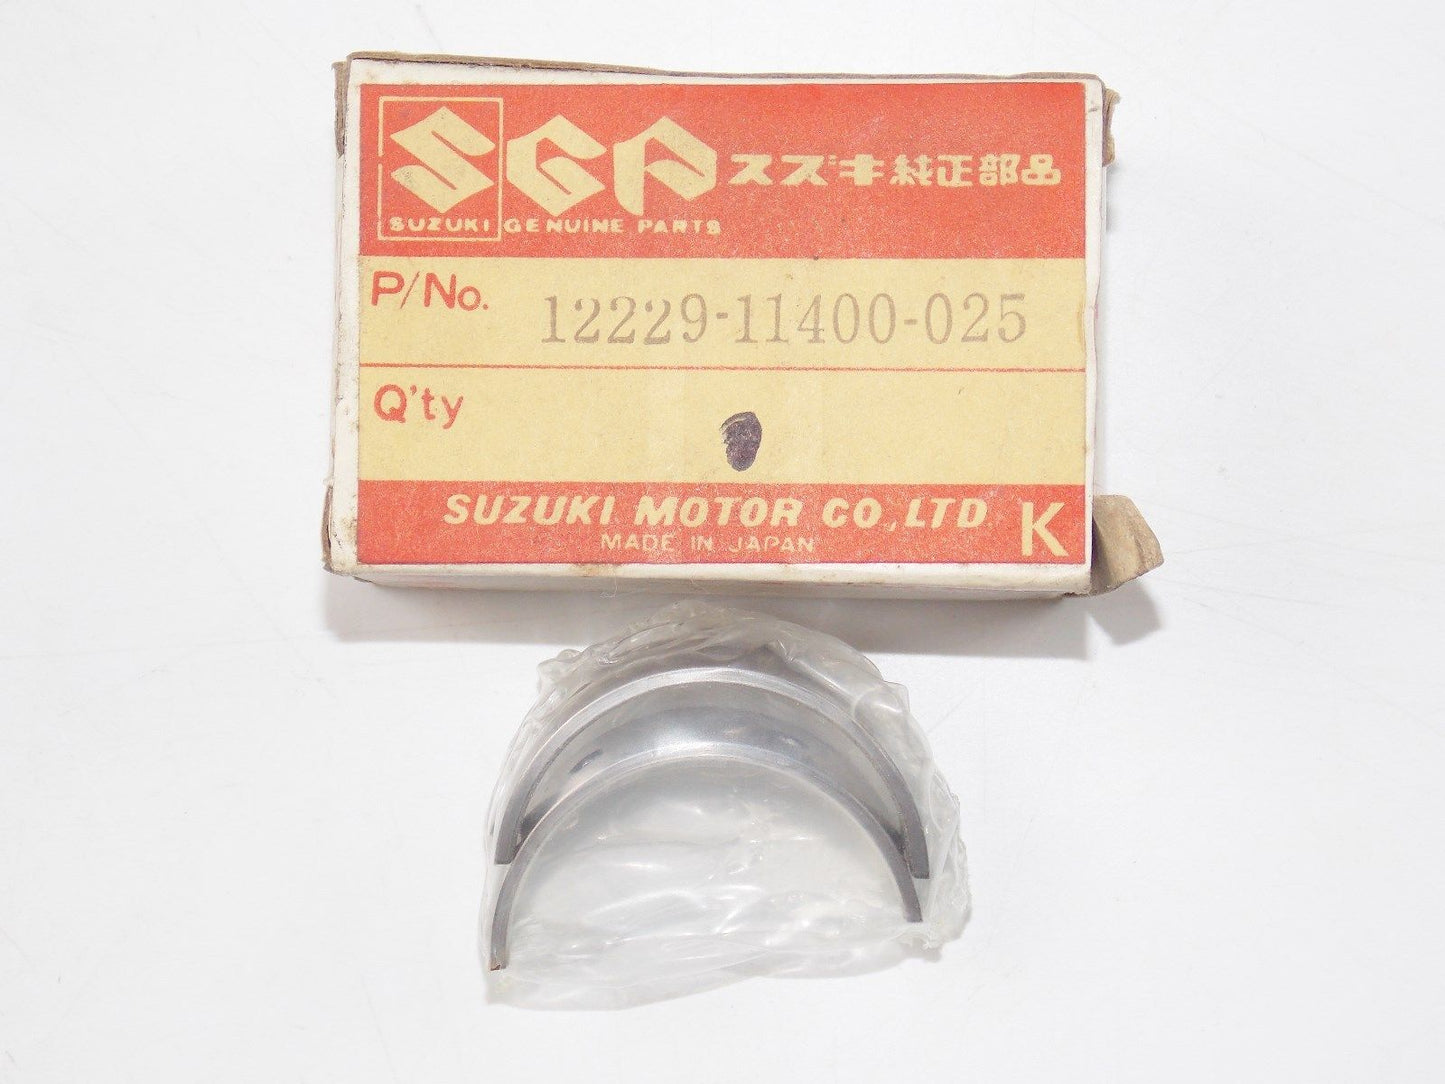 SGP スズキ純正部品
SUZUKI GENUINE PARTS
P/No. 12229-11400-025
Q'ty
SUZUKI MOTOR CO.,LTD. K
MADE IN JAPAN